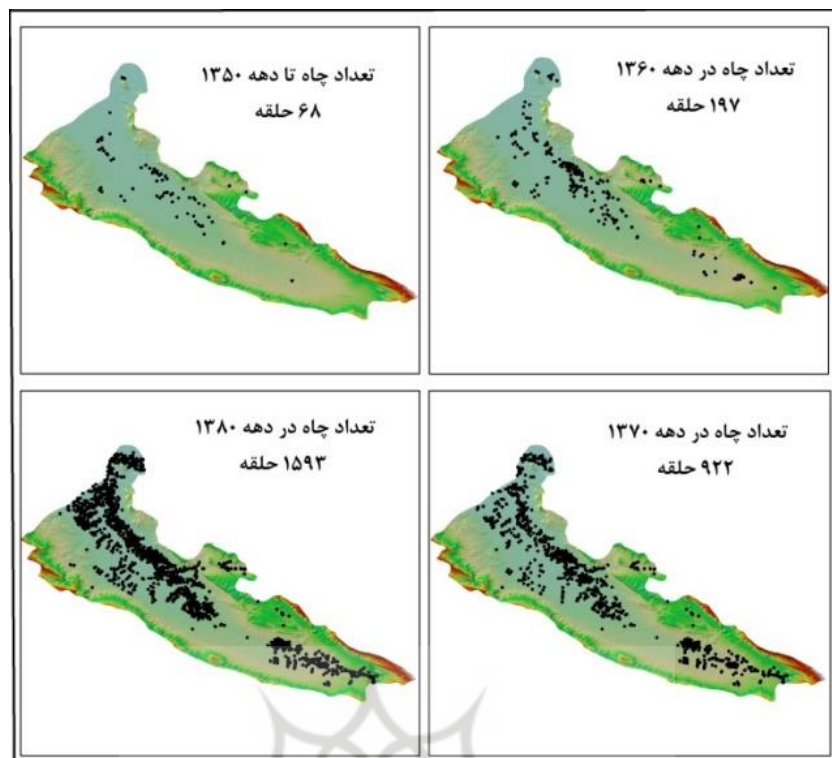 تعداد چاه در دهه ۱۳۶۰
۱۹۷ حلقه
تعداد چاه تا دهه ۱۳۵۰
۶۸ حلقه
تعداد چاه در دهه ۱۳۷۰
۹۲۲ حلقه
تعداد چاه در دهه ۱۳۸۰
۱۵۹۳ حلقه